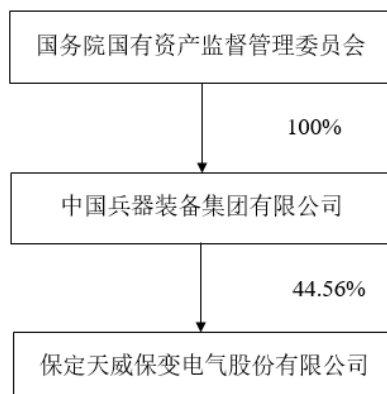 国务院国有资产监督管理委员会
100%
中国兵器装备集团有限公司
44.56%
保定天威保变电气股份有限公司